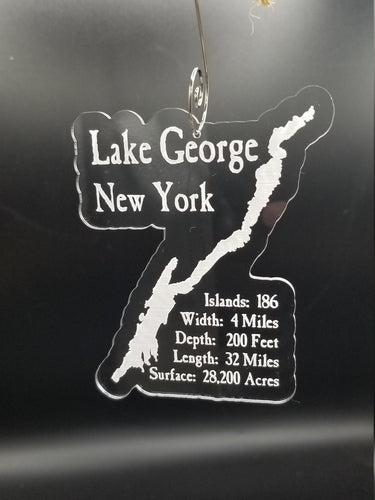 Lake George
New York
Islands: 186
Width: 4 Miles
Depth: 200 Feet
Length: 32 Miles
Surface: 28,200 Acres